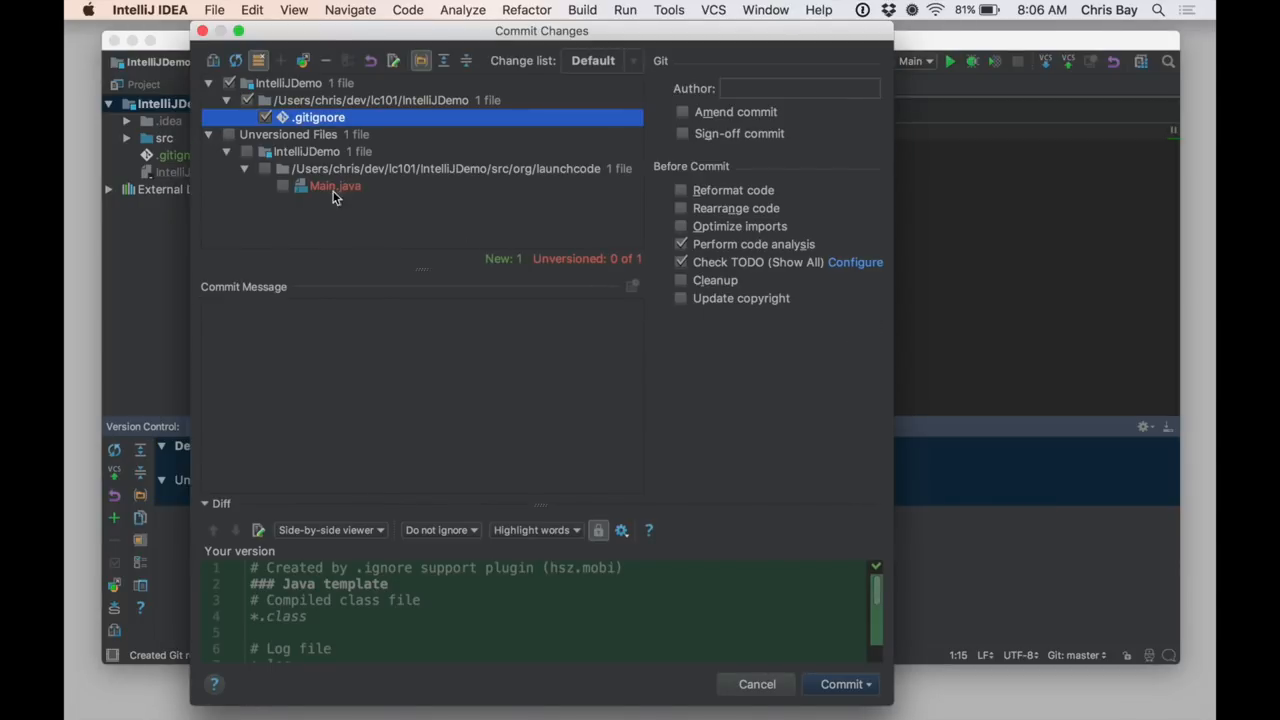 IntelliJ IDEA File Edit View Navigate Code Analyze Refactor Build Run Tools VCS Window Help 81% 8:06 AM Chris Bay
Commit Changes
IntelliJDemo
Main
Project
IntelliJDe
.idea
src
.gitign
IntelliJDe
External L
Change list: Default
IntelliJDemo 1 file
/Users/chris/dev/lc101/IntelliJDemo 1 file
.gitignore
Unversioned Files 1 file
IntelliJDemo 1 file
/Users/chris/dev/lc101/IntelliJDemo/src/org/launchcode 1 file
Main.java
New: 1 Unversioned: 0 of 1
Commit Message
Git
Author:
Amend commit
Sign-off commit
Before Commit
Reformat code
Rearrange code
Optimize imports
Perform code analysis
Check TODO (Show All) Configure
Cleanup
Update copyright
Version Control:
VCS
De
Un
Diff
Side-by-side viewer Do not ignore Highlight words ?
Your version
1 # Created by .ignore support plugin (hsz.mobi)
2 ### Java template
3 # Compiled class file
4 *.class
5
6 # Log file
? Cancel Commit
Created Git re 1:15 LF UTF-8 Git: master